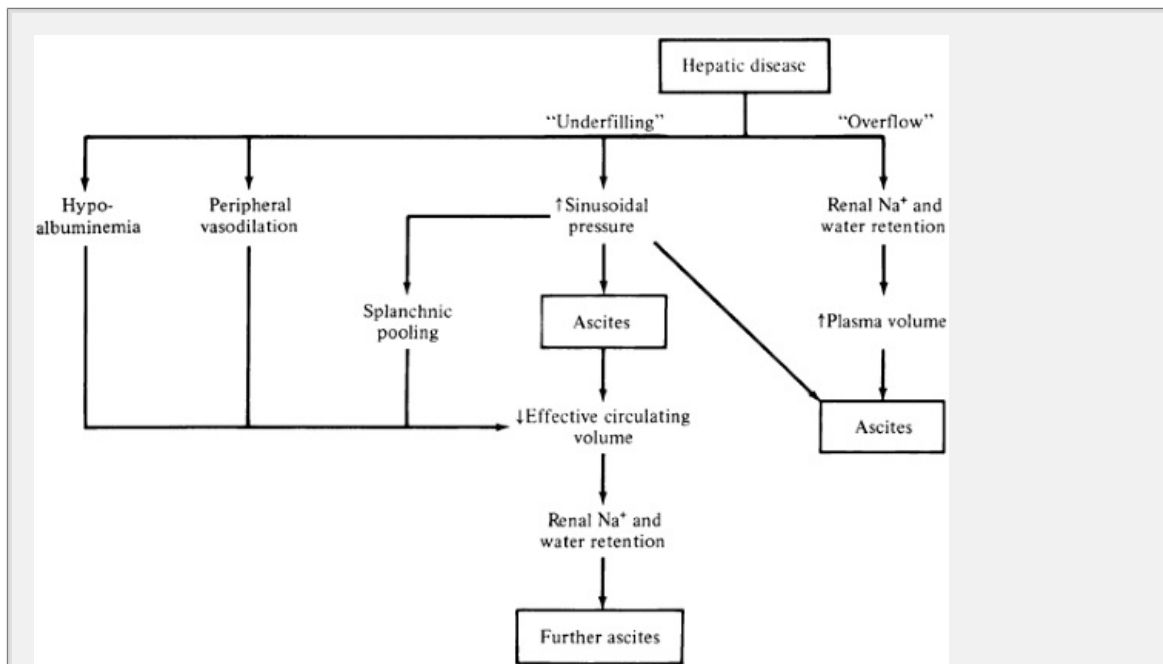 Hepatic disease
“Underfilling”
“Overflow”
Hypo-
albuminemia
Peripheral
vasodilation
↑Sinusoidal
pressure
Renal Na⁺ and
water retention
Splanchnic
pooling
Ascites
↑Plasma volume
↓Effective circulating
volume
Ascites
Renal Na⁺ and
water retention
Further ascites